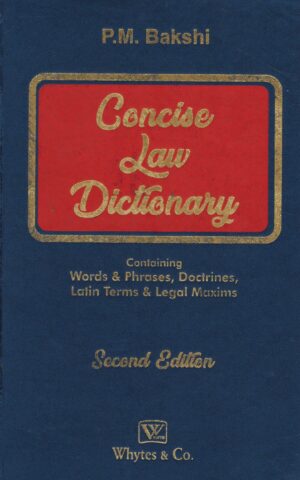 P.M. Bakshi
Concise
Law
Dictionary
Containing
Words & Phrases, Doctrines,
Latin Terms & Legal Maxims
Second Edition
W
Whytes & Co.